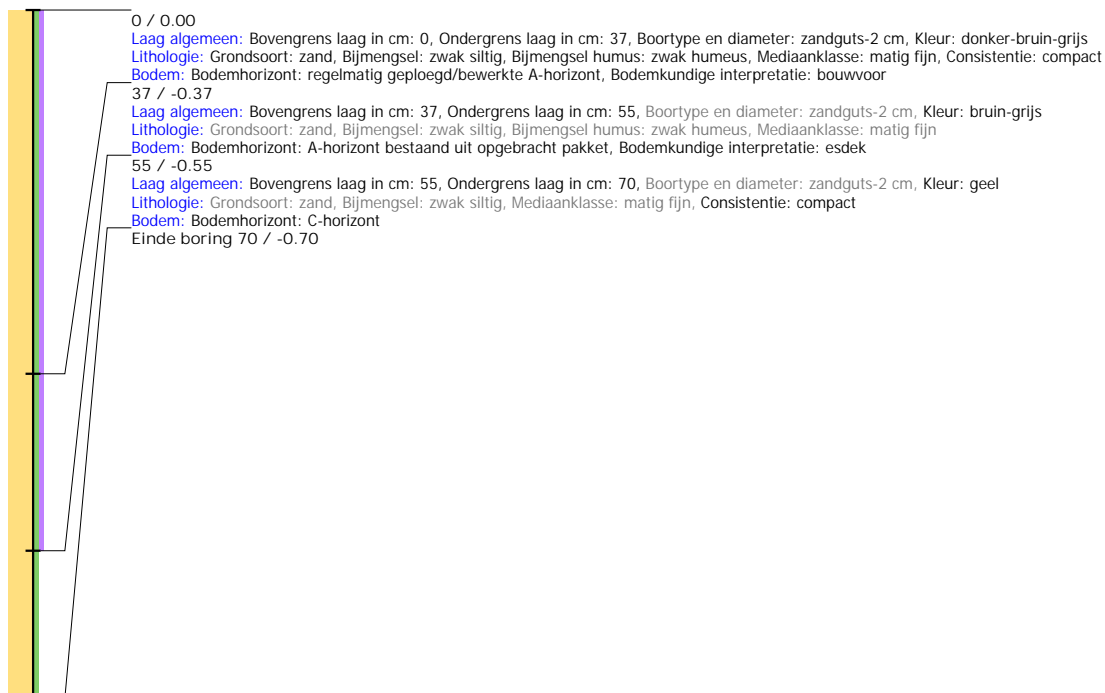 0 / 0.00
Laag algemeen: Bovengrens laag in cm: 0, Ondergrens laag in cm: 37, Boortype en diameter: zandguts-2 cm, Kleur: donker-bruin-grijs
Lithologie: Grondsoort: zand, Bijmengsel: zwak siltig, Bijmengsel humus: zwak humeus, Mediaanklasse: matig fijn, Consistentie: compact
Bodem: Bodemhorizont: regelmatig geploegd/bewerkte A-horizont, Bodemkundige interpretatie: bouwvoor
37 / -0.37
Laag algemeen: Bovengrens laag in cm: 37, Ondergrens laag in cm: 55, Boortype en diameter: zandguts-2 cm, Kleur: bruin-grijs
Lithologie: Grondsoort: zand, Bijmengsel: zwak siltig, Bijmengsel humus: zwak humeus, Mediaanklasse: matig fijn
Bodem: Bodemhorizont: A-horizont bestaand uit opgebracht pakket, Bodemkundige interpretatie: esdek
55 / -0.55
Laag algemeen: Bovengrens laag in cm: 55, Ondergrens laag in cm: 70, Boortype en diameter: zandguts-2 cm, Kleur: geel
Lithologie: Grondsoort: zand, Bijmengsel: zwak siltig, Mediaanklasse: matig fijn, Consistentie: compact
Bodem: Bodemhorizont: C-horizont
Einde boring 70 / -0.70